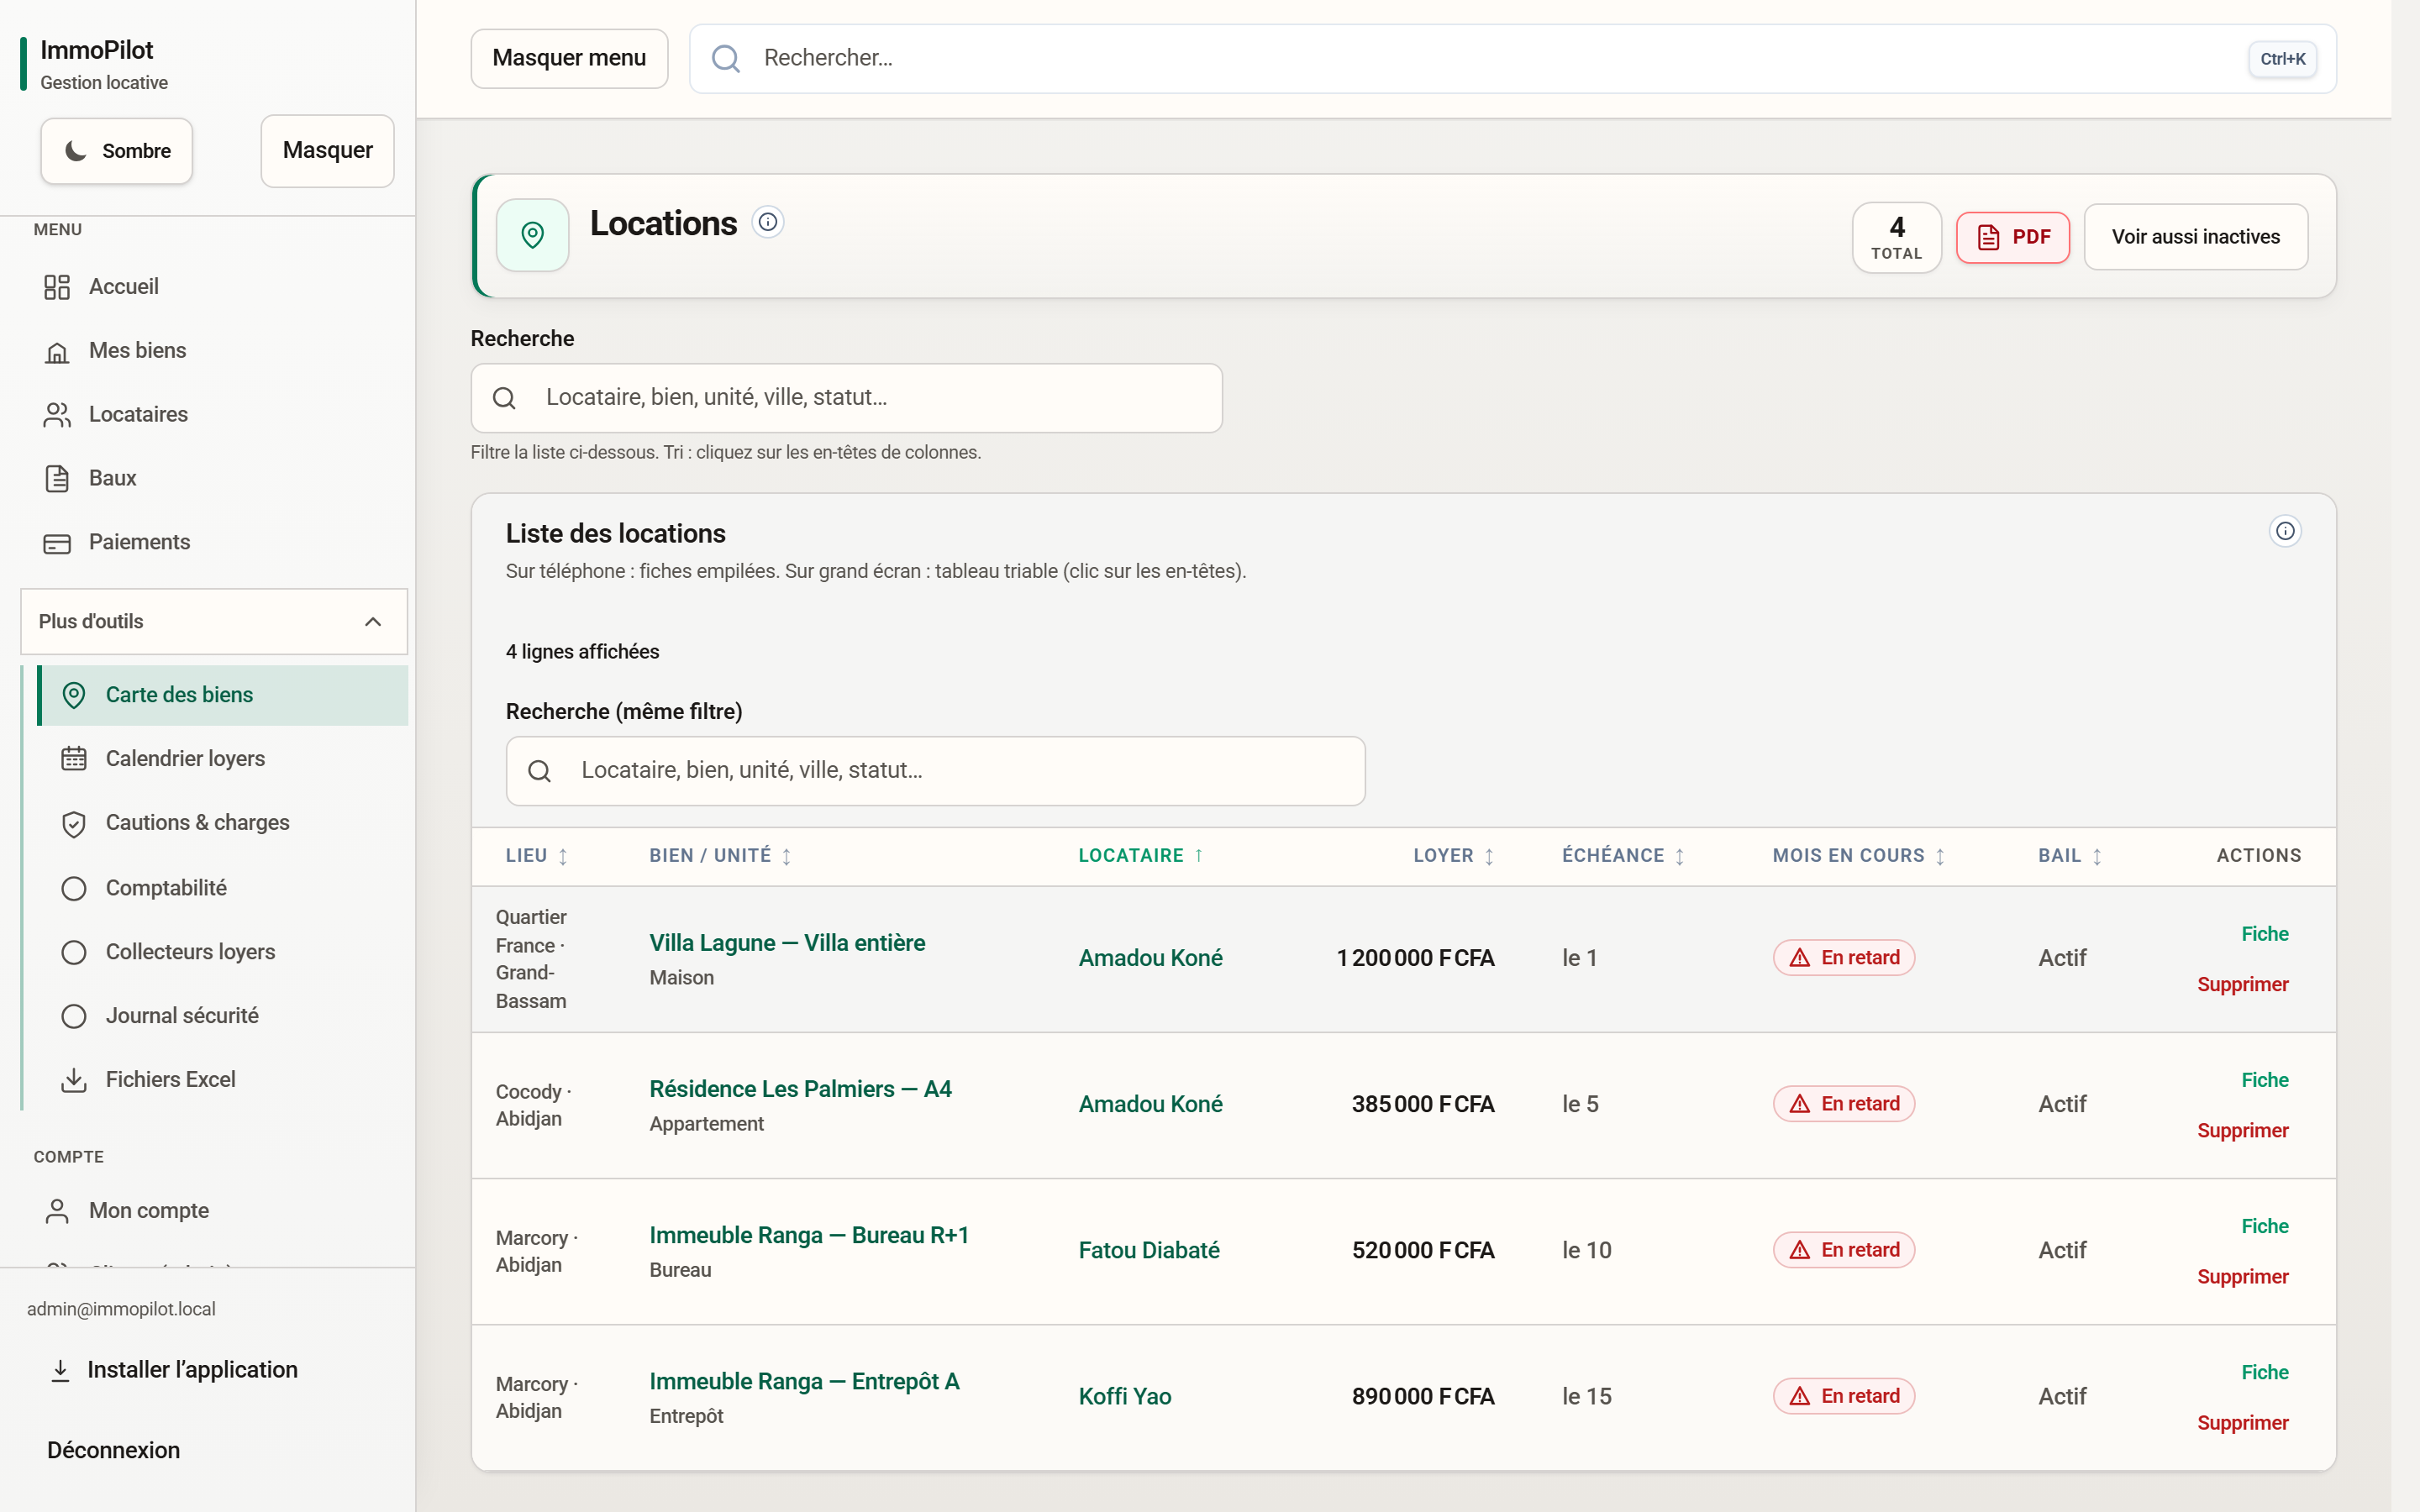 ImmoPilot
Gestion locative
Sombre
Masquer
MENU
Accueil
Mes biens
Locataires
Baux
Paiements
Plus d'outils
Carte des biens
Calendrier loyers
Cautions & charges
Comptabilité
Collecteurs loyers
Journal sécurité
Fichiers Excel
COMPTE
Mon compte
admin@immopilot.local
Installer l’application
Déconnexion
Masquer menu
Rechercher...
Ctrl+K
Locations
4
TOTAL
PDF
Voir aussi inactives
Recherche
Locataire, bien, unité, ville, statut...
Filtre la liste ci-dessous. Tri : cliquez sur les en-têtes de colonnes.
Liste des locations
Sur téléphone : fiches empilées. Sur grand écran : tableau triable (clic sur les en-têtes).
4 lignes affichées
Recherche (même filtre)
Locataire, bien, unité, ville, statut...
LIEU ↕ BIEN / UNITÉ ↕ LOCATAIRE ↑ LOYER ↕ ÉCHÉANCE ↕ MOIS EN COURS ↕ BAIL ↕ ACTIONS
Quartier
France ·
Grand-
Bassam
Villa Lagune — Villa entière
Maison
Amadou Koné
1 200 000 F CFA
le 1
En retard
Actif
Fiche
Supprimer
Cocody ·
Abidjan
Résidence Les Palmiers — A4
Appartement
Amadou Koné
385 000 F CFA
le 5
En retard
Actif
Fiche
Supprimer
Marcory ·
Abidjan
Immeuble Ranga — Bureau R+1
Bureau
Fatou Diabaté
520 000 F CFA
le 10
En retard
Actif
Fiche
Supprimer
Marcory ·
Abidjan
Immeuble Ranga — Entrepôt A
Entrepôt
Koffi Yao
890 000 F CFA
le 15
En retard
Actif
Fiche
Supprimer